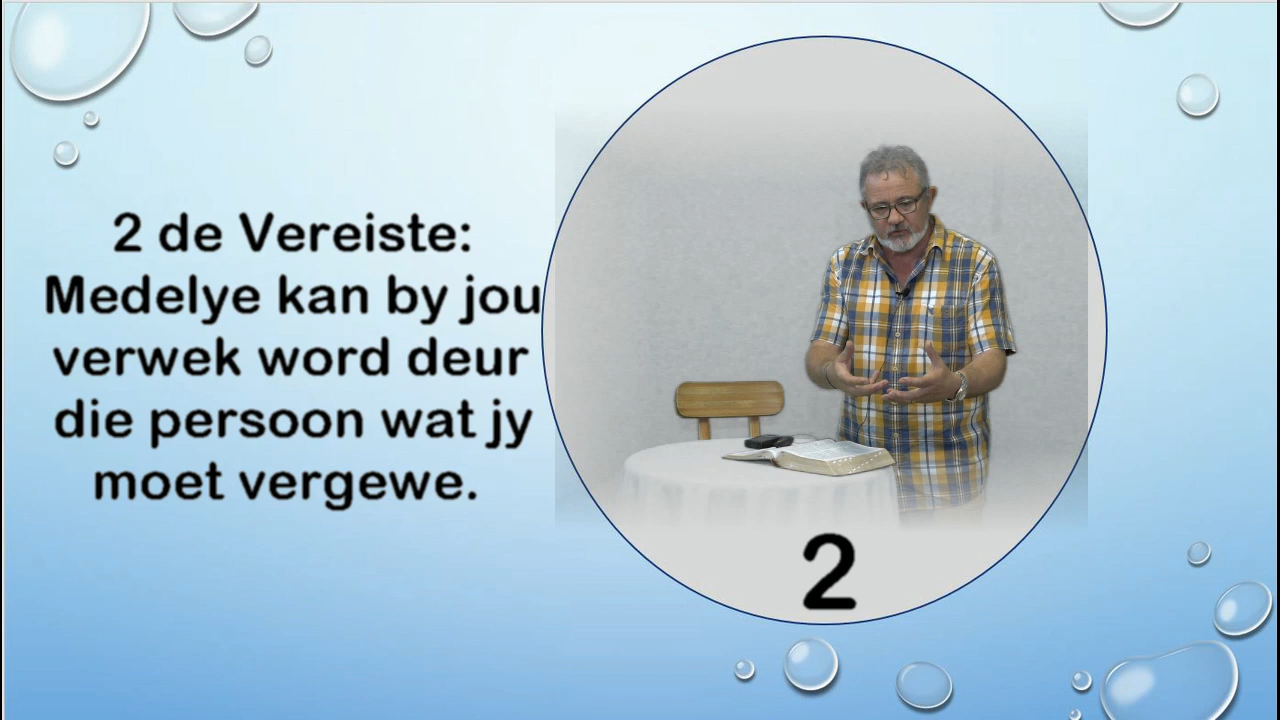 2 de Vereiste:
Medelye kan by jou
verwek word deur
die persoon wat jy
moet vergewe.
2